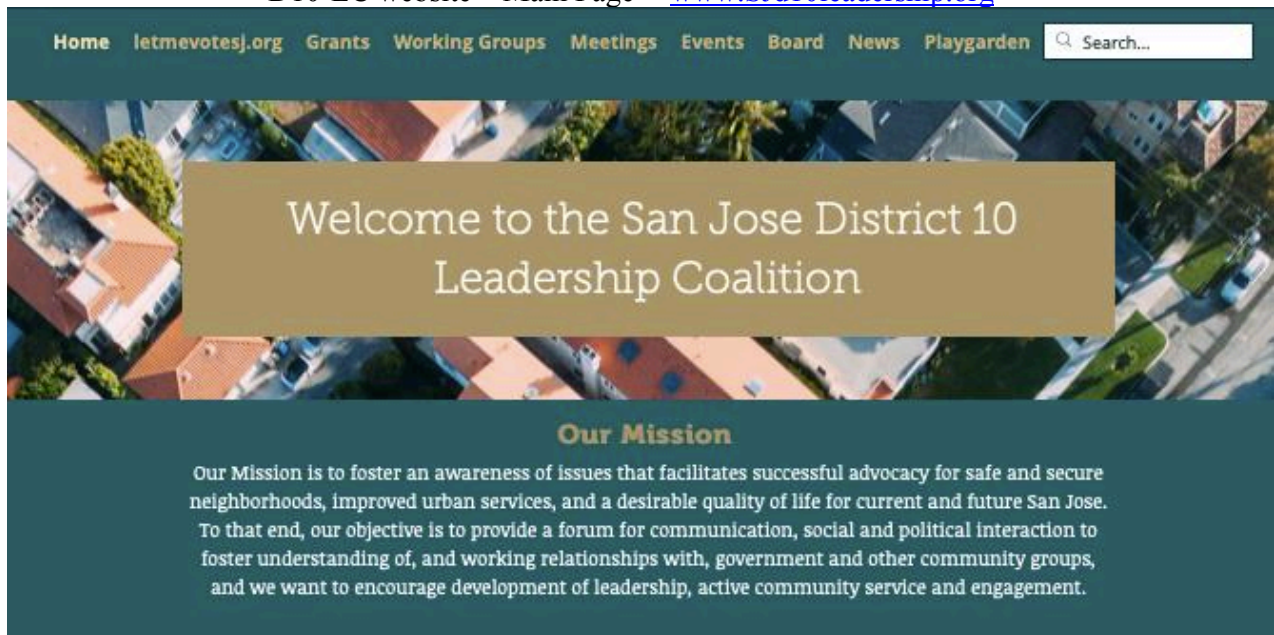 Website
Main Page
Home letmevotesj.org Grants Working Groups Meetings Events Board News Playgarden Search...
Welcome to the San Jose District 10
Leadership Coalition
Our Mission
Our Mission is to foster an awareness of issues that facilitates successful advocacy for safe and secure
neighborhoods, improved urban services, and a desirable quality of life for current and future San Jose.
To that end, our objective is to provide a forum for communication, social and political interaction to
foster understanding of, and working relationships with, government and other community groups,
and we want to encourage development of leadership, active community service and engagement.